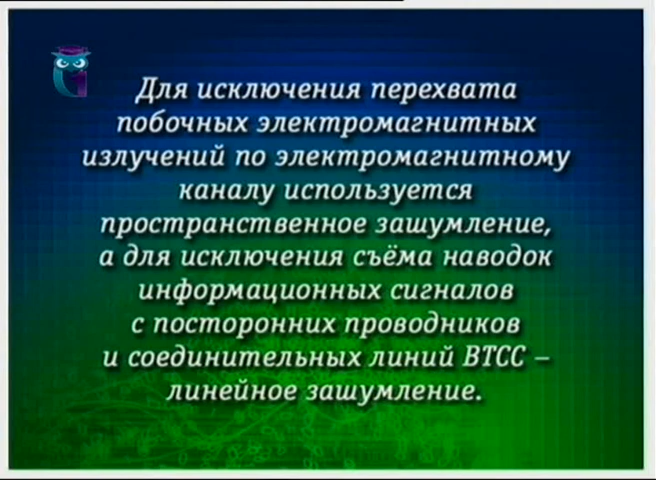 Для исключения перехвата
побочных электромагнитных
излучений по электромагнитному
каналу используется
пространственное зашумление,
а для исключения съёма наводок
информационных сигналов
с посторонних проводников
и соединительных линий ВТСС –
линейное зашумление.